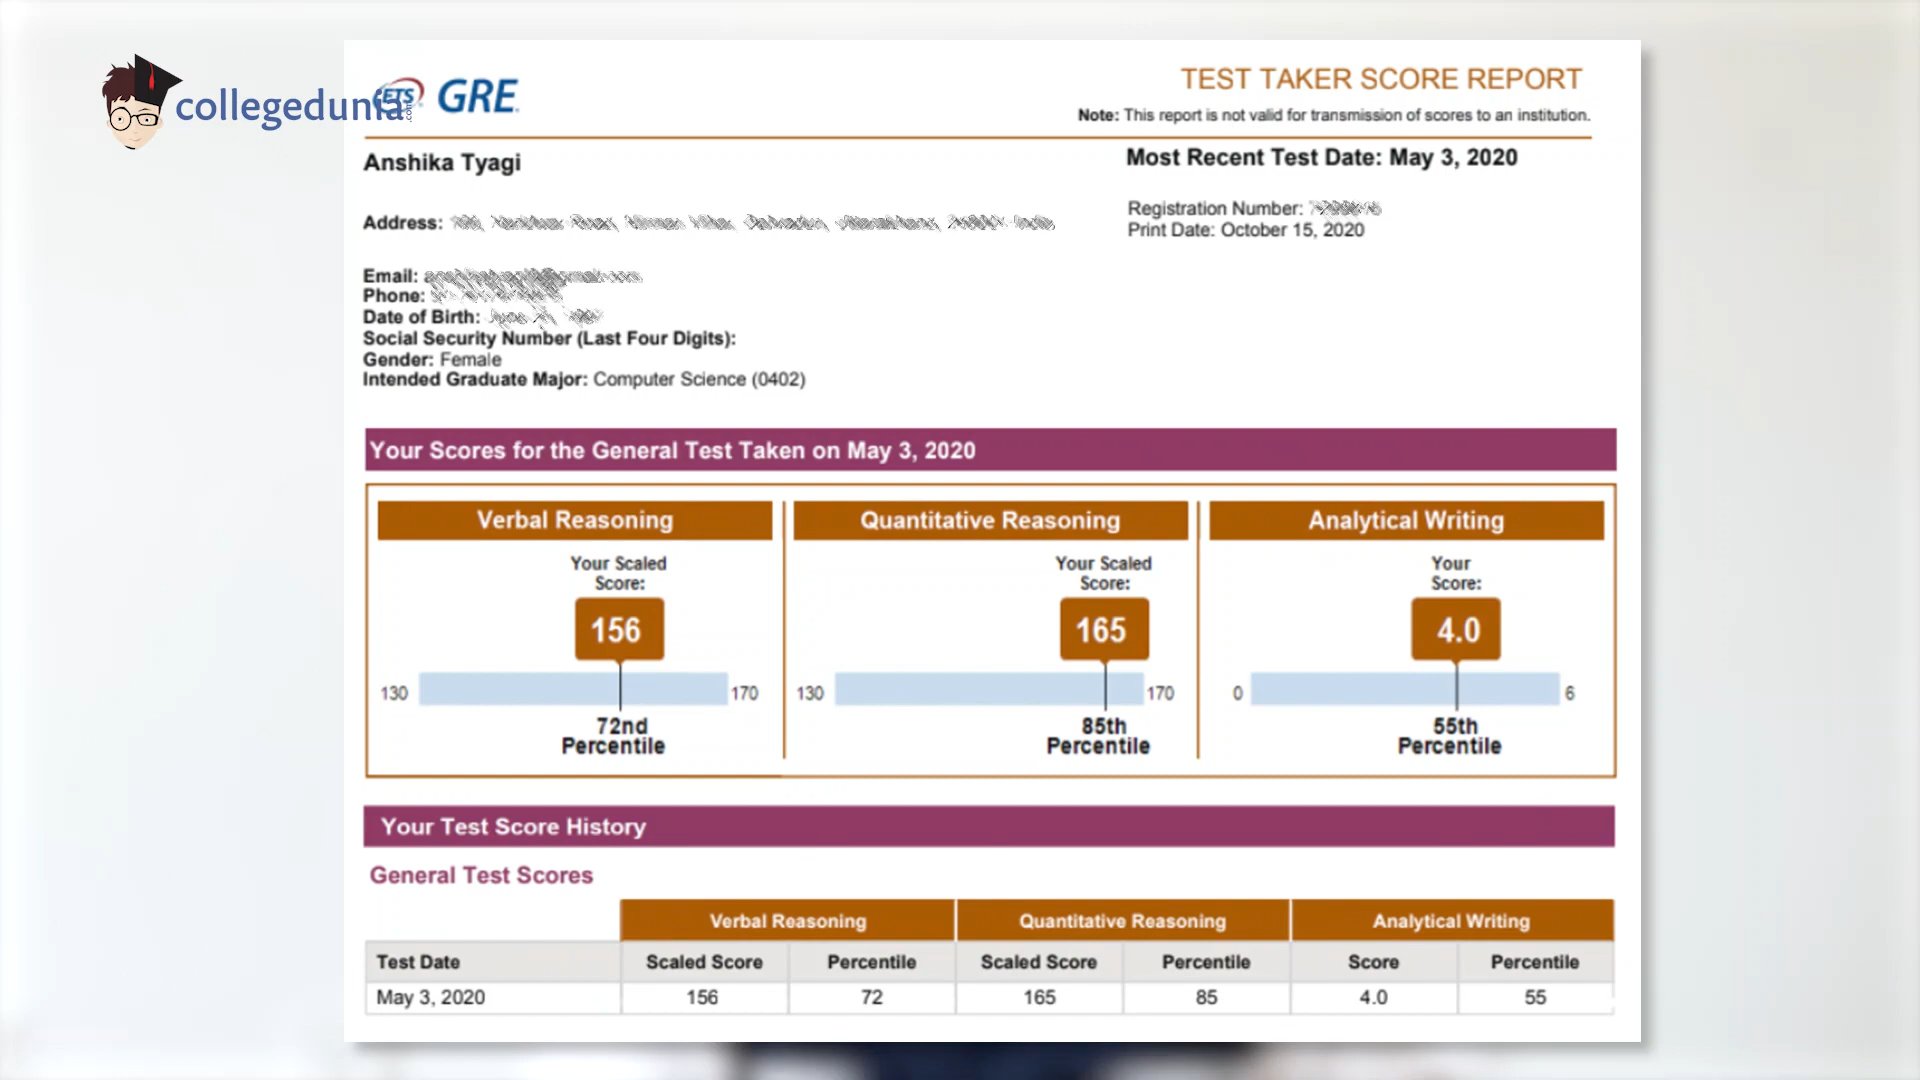 collegedunia
.com
ETS GRE
TEST TAKER SCORE REPORT
Note: This report is not valid for transmission of scores to an institution.
Anshika Tyagi
Most Recent Test Date: May 3, 2020
Address:
Registration Number:
Print Date: October 15, 2020
Email:
Phone:
Date of Birth:
Social Security Number (Last Four Digits):
Gender: Female
Intended Graduate Major: Computer Science (0402)
Your Scores for the General Test Taken on May 3, 2020
Verbal Reasoning Quantitative Reasoning Analytical Writing
Your Scaled Your Scaled Your
Score: Score: Score:
156 165 4.0
130 170 130 170 0 6
72nd 85th 55th
Percentile Percentile Percentile
Your Test Score History
General Test Scores
Verbal Reasoning Quantitative Reasoning Analytical Writing
Test Date Scaled Score Percentile Scaled Score Percentile Score Percentile
May 3, 2020 156 72 165 85 4.0 55